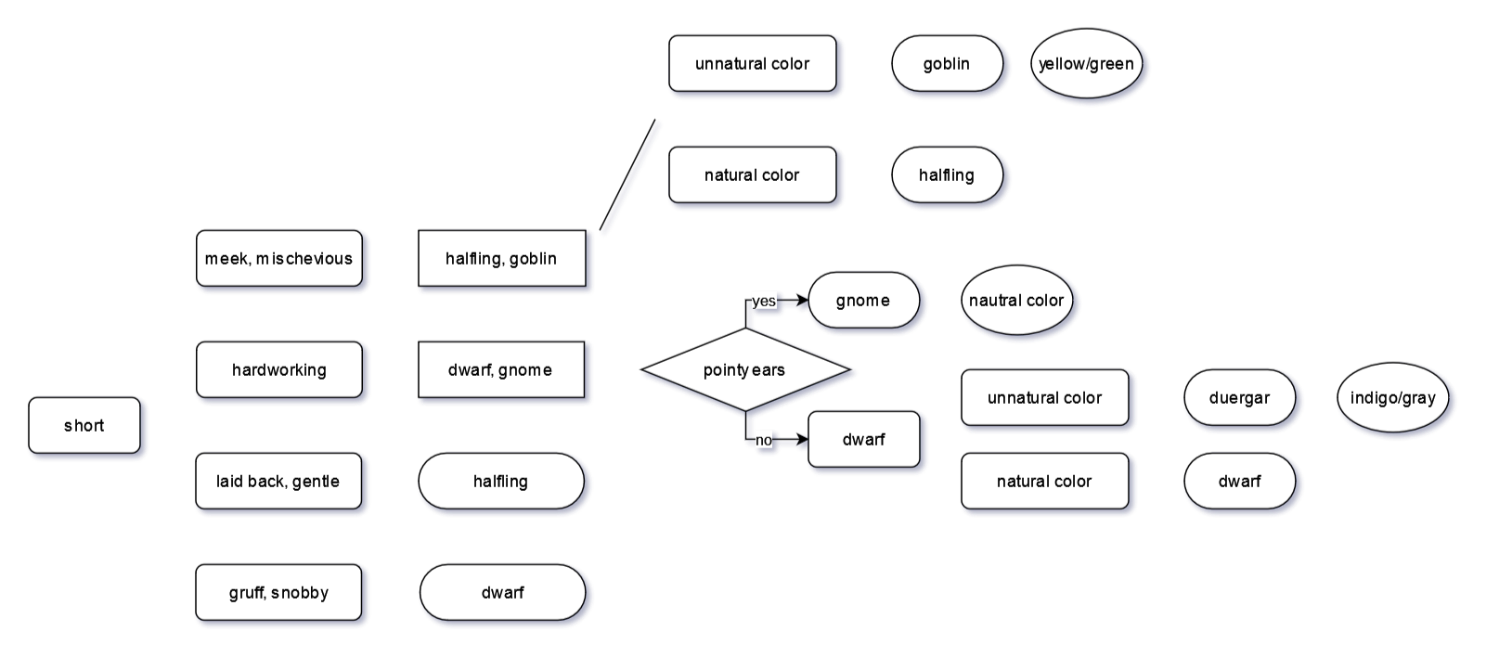 unnatural color
goblin
yellow/green
natural color
halfling
meek, mischevious
halfling, goblin
yes
gnome
nautral color
hardworking
dwarf, gnome
pointy ears
unnatural color
duergar
indigo/gray
short
no
dwarf
laid back, gentle
halfling
natural color
dwarf
gruff, snobby
dwarf